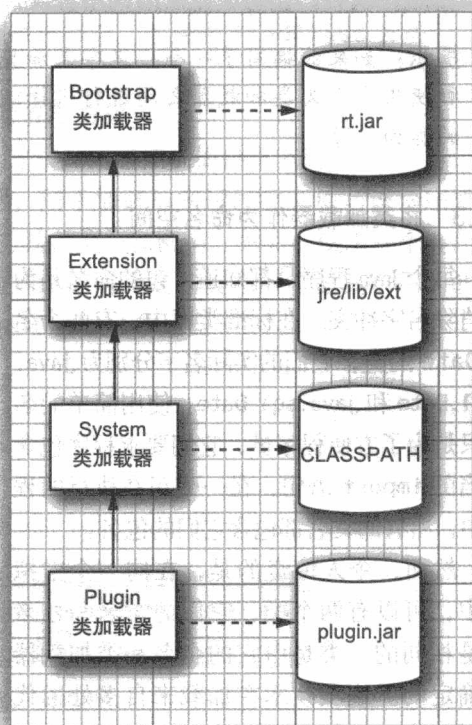 Bootstrap
类加载器
rt.jar
Extension
类加载器
jre/lib/ext
System
类加载器
CLASSPATH
Plugin
类加载器
plugin.jar